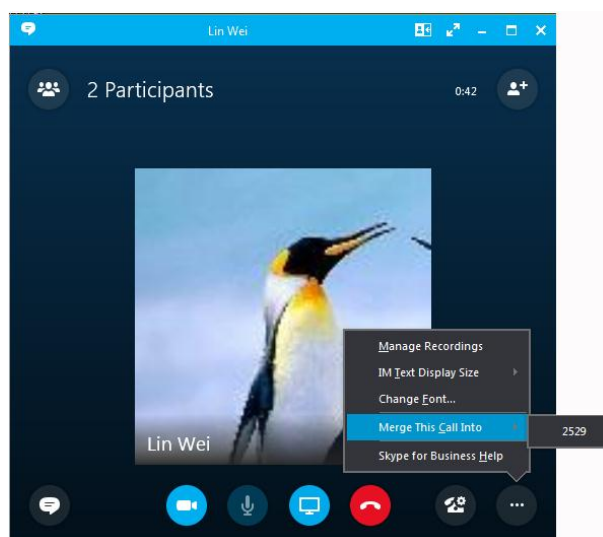 Lin Wei
2 Participants
0:42
Manage Recordings
IM Text Display Size
Change Font...
Merge This Call Into
2529
Skype for Business Help
Lin Wei